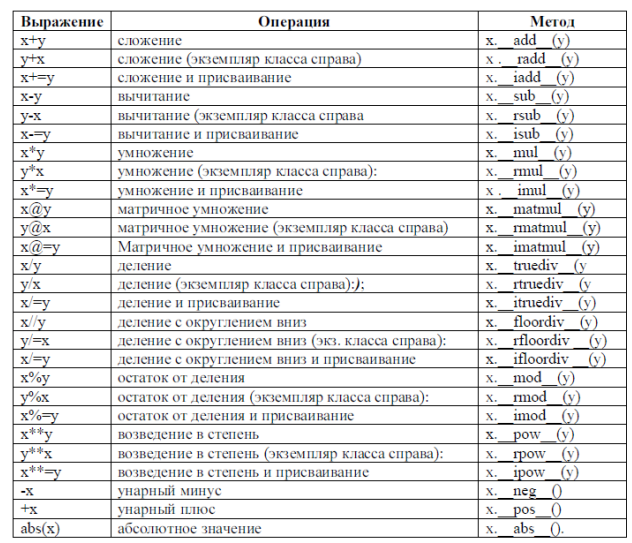 Выражение Операция Метод
x+y сложение x.__add__(y)
y+x сложение (экземпляр класса справа) x .__radd__(y)
x+=y сложение и присваивание x.__iadd__(y)
x-y вычитание x.__sub__(y)
y-x вычитание (экземпляр класса справа x.__rsub__(y)
x-=y вычитание и присваивание x.__isub__(y)
x*y умножение x.__mul__(y)
y*x умножение (экземпляр класса справа): x.__rmul__(y)
x*=y умножение и присваивание x .__imul__(y)
x@y матричное умножение x.__matmul__(y)
y@x матричное умножение (экземпляр класса справа) x.__rmatmul__(y)
x@=y Матричное умножение и присваивание x.__imatmul__(y)
x/y деление x.__truediv__(y
y/x деление (экземпляр класса справа):); x.__rtruediv__(y
x/=y деление и присваивание x.__itruediv__(y)
x//y деление с округлением вниз x.__floordiv__(y)
y/=x деление с округлением вниз (экз. класса справа): x.__rfloordiv__(y)
x/=y деление с округлением вниз и присваивание x.__ifloordiv__(y)
x%y остаток от деления x.__mod__(y)
y%x остаток от деления (экземпляр класса справа): x.__rmod__(y)
x%=y остаток от деления и присваивание x.__imod__(y)
x**y возведение в степень x.__pow__(y)
y**x возведение в степень (экземпляр класса справа): x.__rpow__(y)
x**=y возведение в степень и присваивание x.__ipow__(y)
-x унарный минус x.__neg__()
+x унарный плюс x.__pos__()
abs(x) абсолютное значение x.__abs__().